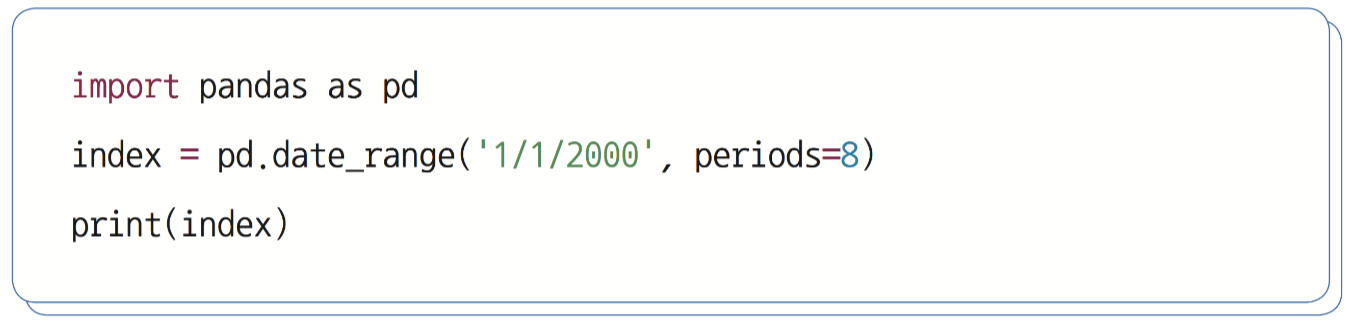 import pandas as pd
index = pd.date_range('1/1/2000', periods=8)
print(index)